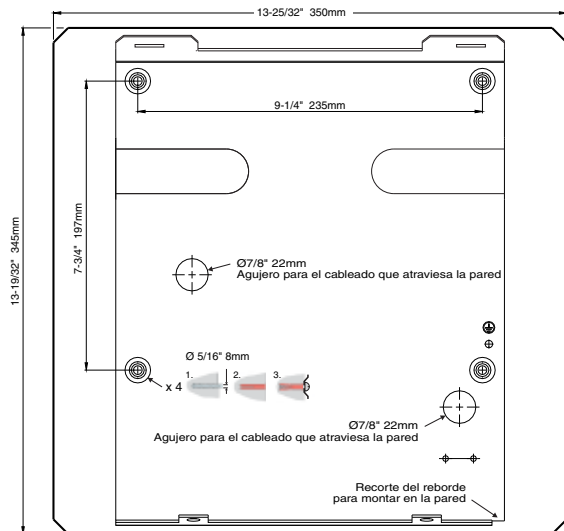 13-25/32" 350mm
9-1/4" 235mm
13-19/32" 345mm
7-3/4" 197mm
Ø7/8" 22mm
Agujero para el cableado que atraviesa la pared
Ø 5/16" 8mm
x 4
1.
2.
3.
Ø7/8" 22mm
Agujero para el cableado que atraviesa la pared
Recorte del reborde
para montar en la pared